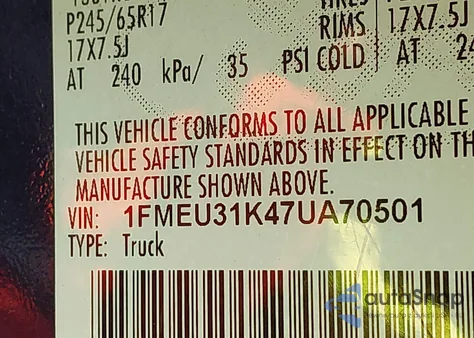 P245/65R17
17X7.5J
AT 240 kPa/ 35 PSI COLD
RIMS
17X7.5J
AT
THIS VEHICLE CONFORMS TO ALL APPLICABLE
VEHICLE SAFETY STANDARDS IN EFFECT ON
MANUFACTURE SHOWN ABOVE.
VIN: 1FMEU31K47UA70501
TYPE: Truck
autoSnap